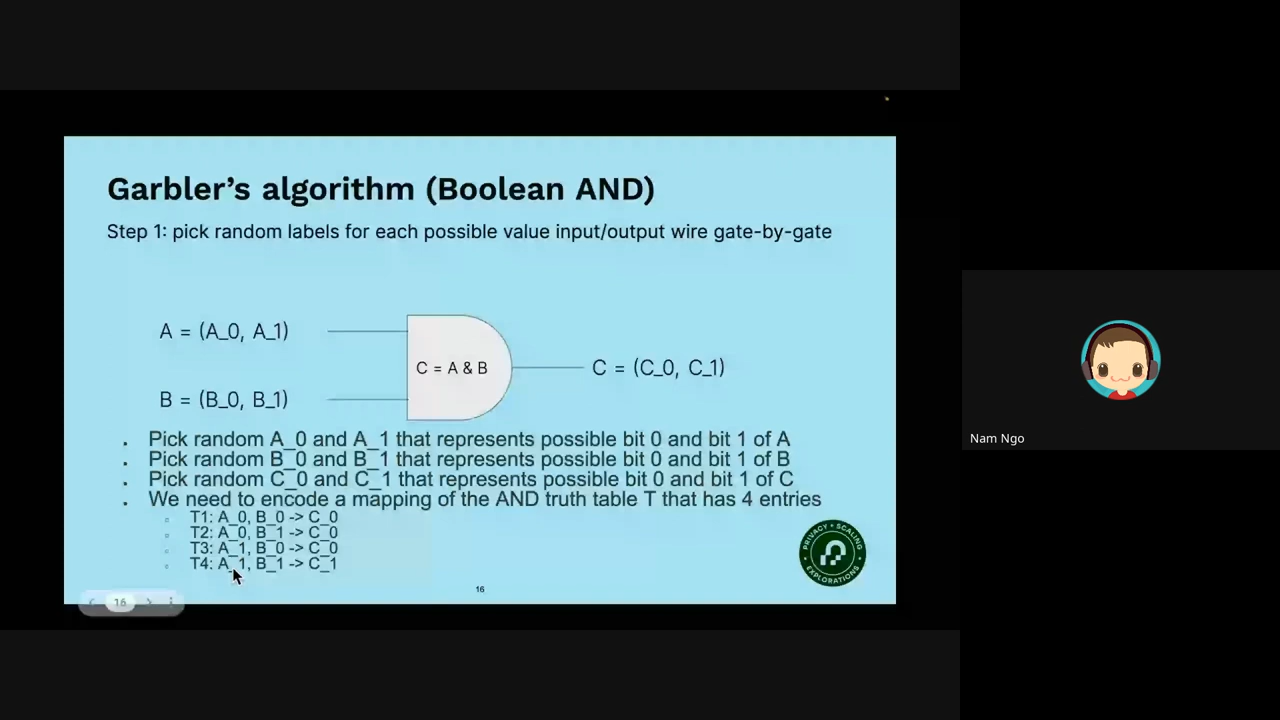 Garbler's algorithm (Boolean AND)
Step 1: pick random labels for each possible value input/output wire gate-by-gate
A = (A_0, A_1)
C = A & B
C = (C_0, C_1)
B = (B_0, B_1)
Pick random A_0 and A_1 that represents possible bit 0 and bit 1 of A
Pick random B_0 and B_1 that represents possible bit 0 and bit 1 of B
Pick random C_0 and C_1 that represents possible bit 0 and bit 1 of C
We need to encode a mapping of the AND truth table T that has 4 entries
T1: A_0, B_0 -> C_0
T2: A_0, B_1 -> C_0
T3: A_1, B_0 -> C_0
T4: A_1, B_1 -> C_1
PRIVACY + SCALING
EXPLORATIONS
16
16
Nam Ngo